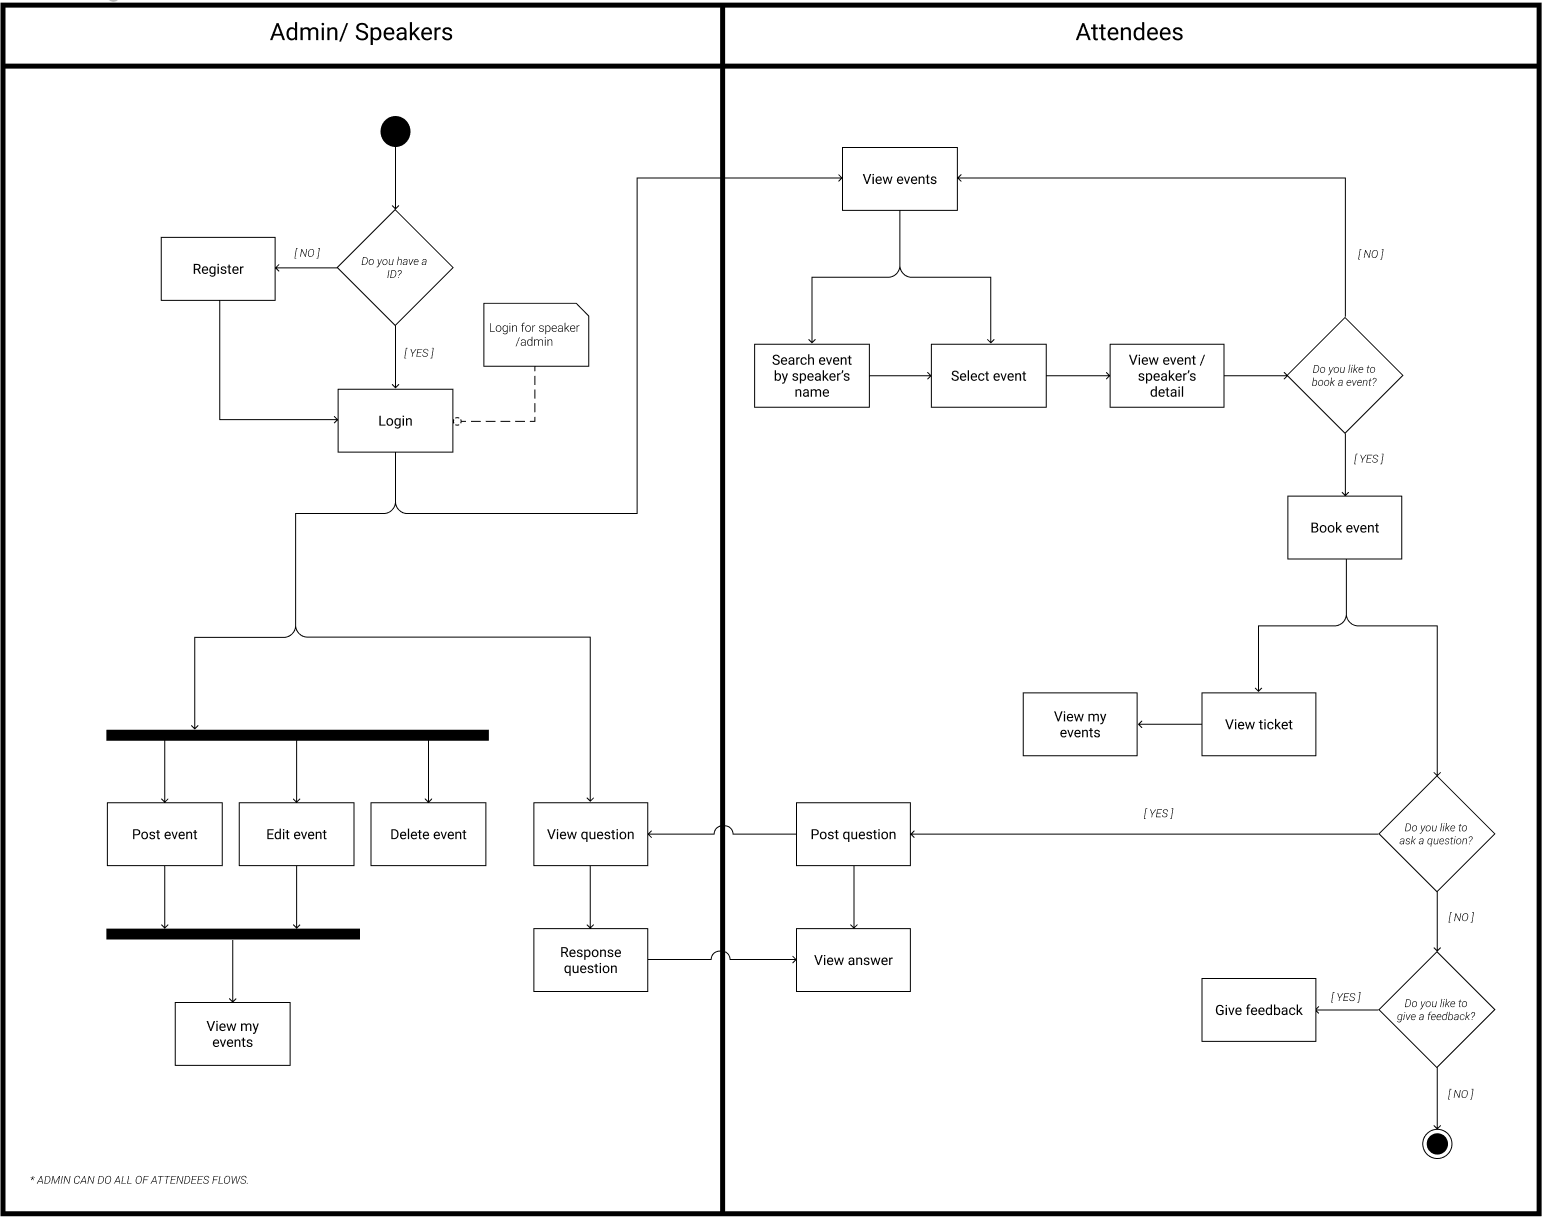 Admin/ Speakers
Attendees
Do you have a
ID?
[ NO ]
Register
[ YES ]
Login for speaker
/admin
Login
View events
[ NO ]
Search event
by speaker's
name
Select event
View event /
speaker's
detail
Do you like to
book a event?
[ YES ]
Book event
View my
events
View ticket
Post event
Edit event
Delete event
View question
Post question
[ YES ]
Do you like to
ask a question?
[ NO ]
Response
question
View answer
View my
events
Give feedback
[ YES ]
Do you like to
give a feedback?
[ NO ]
* ADMIN CAN DO ALL OF ATTENDEES FLOWS.